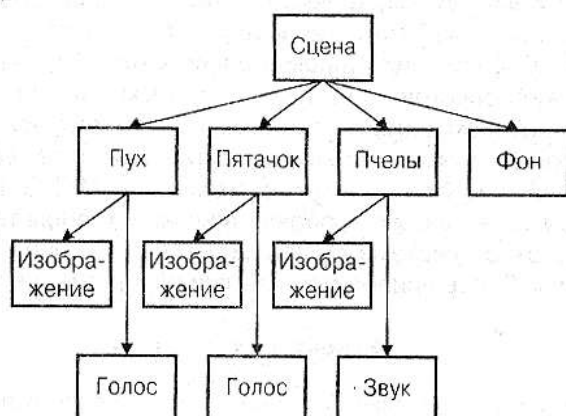 Сцена
Пух
Пятачок
Пчелы
Фон
Изобра-
жение
Изобра-
жение
Изобра-
жение
Голос
Голос
Звук